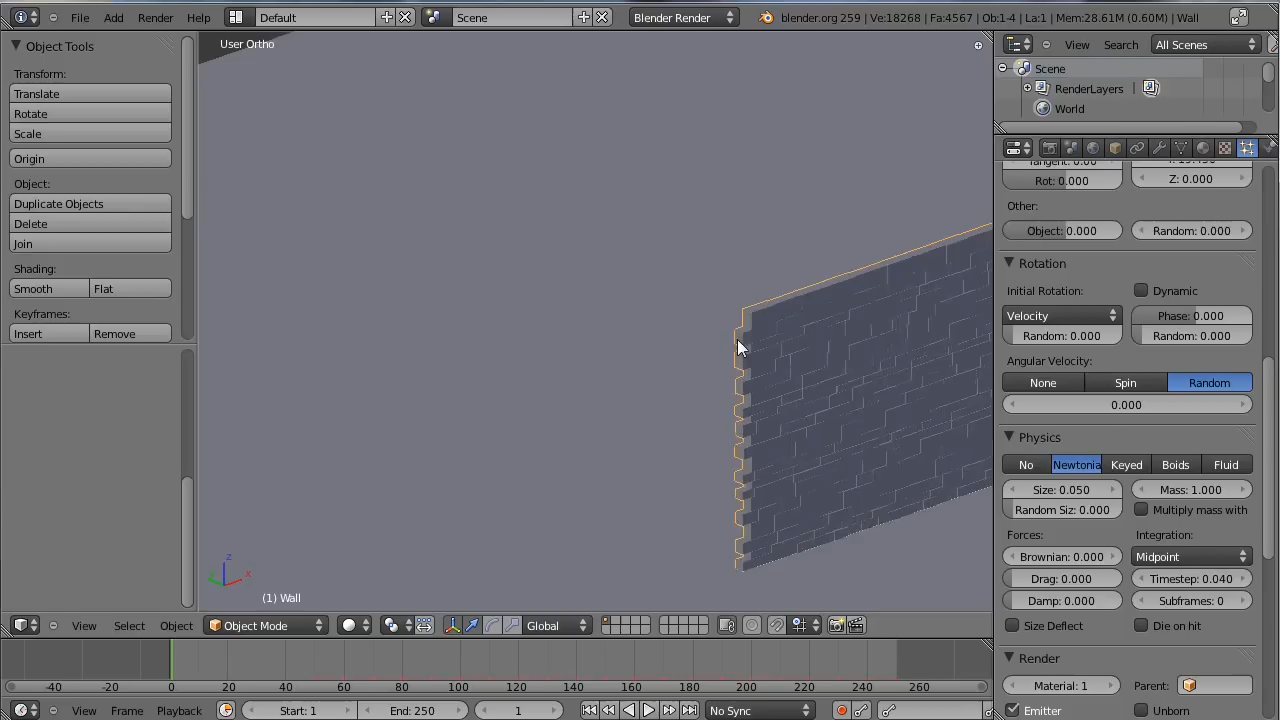 File Add Render Help Default Scene Blender Render blender.org 259 | Ve:18268 | Fa:4567 | Ob:1-4 | La:1 | Mem:28.61M (0.60M) | Wall
Object Tools
Transform:
Translate
Rotate
Scale
Origin
Object:
Duplicate Objects
Delete
Join
Shading:
Smooth Flat
Keyframes:
Insert Remove
User Ortho
z
x
y
(1) Wall
View Select Object Object Mode Global
-40 -20 0 20 40 60 80 100 120 140 160 180 200 220 240 260
View Frame Playback Start: 1 End: 250 1 No Sync
View Search All Scenes
Scene
RenderLayers |
World
Rot: 0.000 Z: 0.000
Other:
Object: 0.000 Random: 0.000
Rotation
Initial Rotation: Dynamic
Velocity Phase: 0.000
Random: 0.000 Random: 0.000
Angular Velocity:
None Spin Random
0.000
Physics
No Newtonia Keyed Boids Fluid
Size: 0.050 Mass: 1.000
Random Siz: 0.000 Multiply mass with
Forces: Integration:
Brownian: 0.000 Midpoint
Drag: 0.000 Timestep: 0.040
Damp: 0.000 Subframes: 0
Size Deflect Die on hit
Render
Material: 1 Parent:
Emitter Unborn